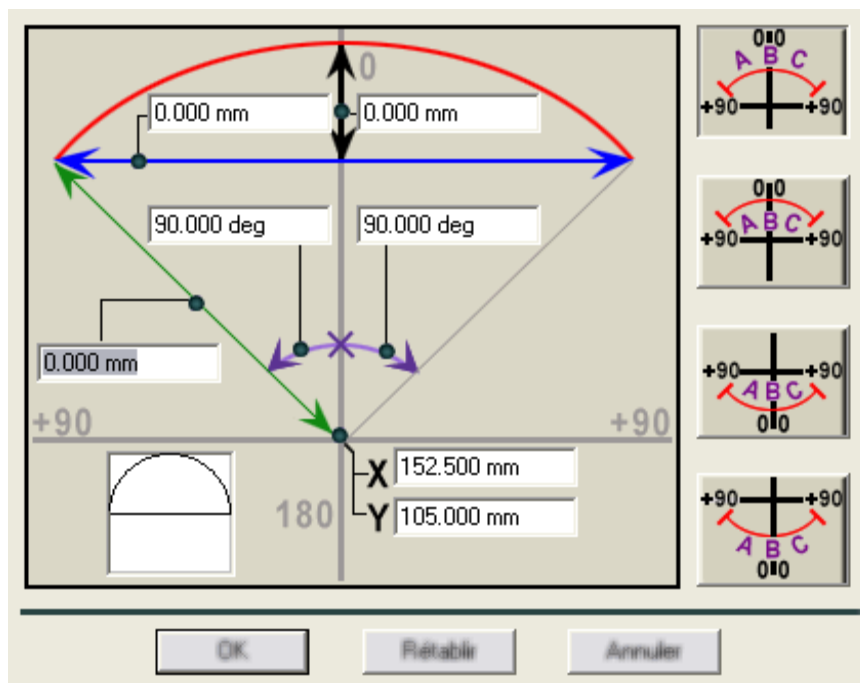 0
0.000 mm
0.000 mm
90.000 deg
90.000 deg
0.000 mm
+90
+90
X
152.500 mm
180
Y
105.000 mm
0 0
A B C
+90
+90
0 0
+90
A B C
+90
+90
+90
A B C
0 0
+90
+90
A B C
0 0
OK
Rétablir
Annuler